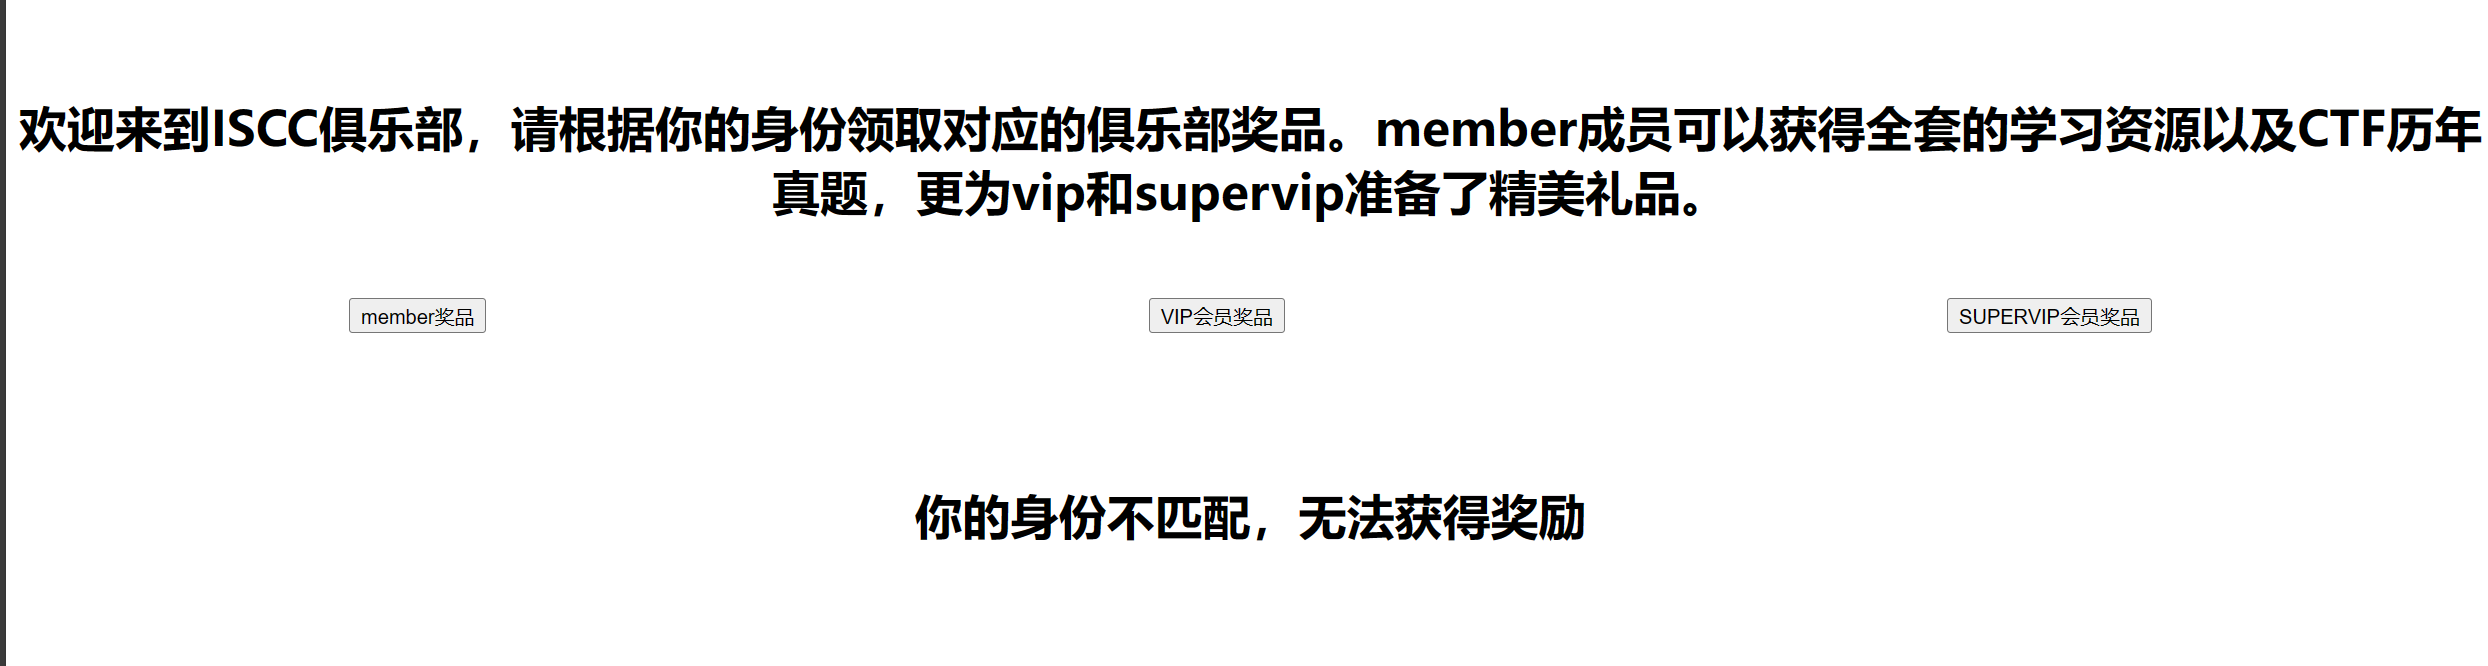 欢迎来到ISCC俱乐部，请根据你的身份领取对应的俱乐部奖品。member成员可以获得全套的学习资源以及CTF历年
真题，更为vip和supervip准备了精美礼品。
member奖品
VIP会员奖品
SUPERVIP会员奖品
你的身份不匹配，无法获得奖励